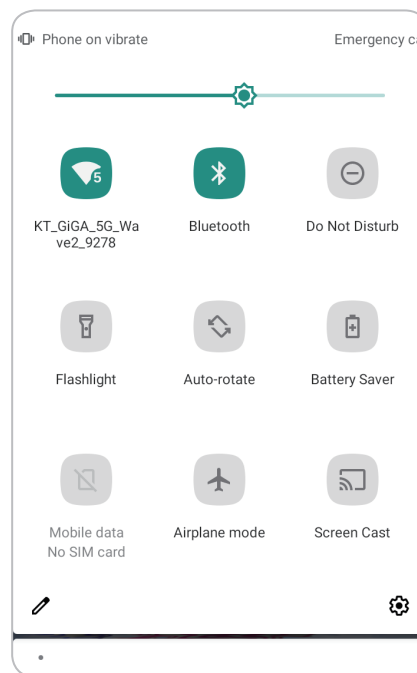 Phone on vibrate
Emergency ca
5
KT_GiGA_5G_Wa
ve2_9278
Bluetooth
Do Not Disturb
Flashlight
Auto-rotate
Battery Saver
Mobile data
No SIM card
Airplane mode
Screen Cast